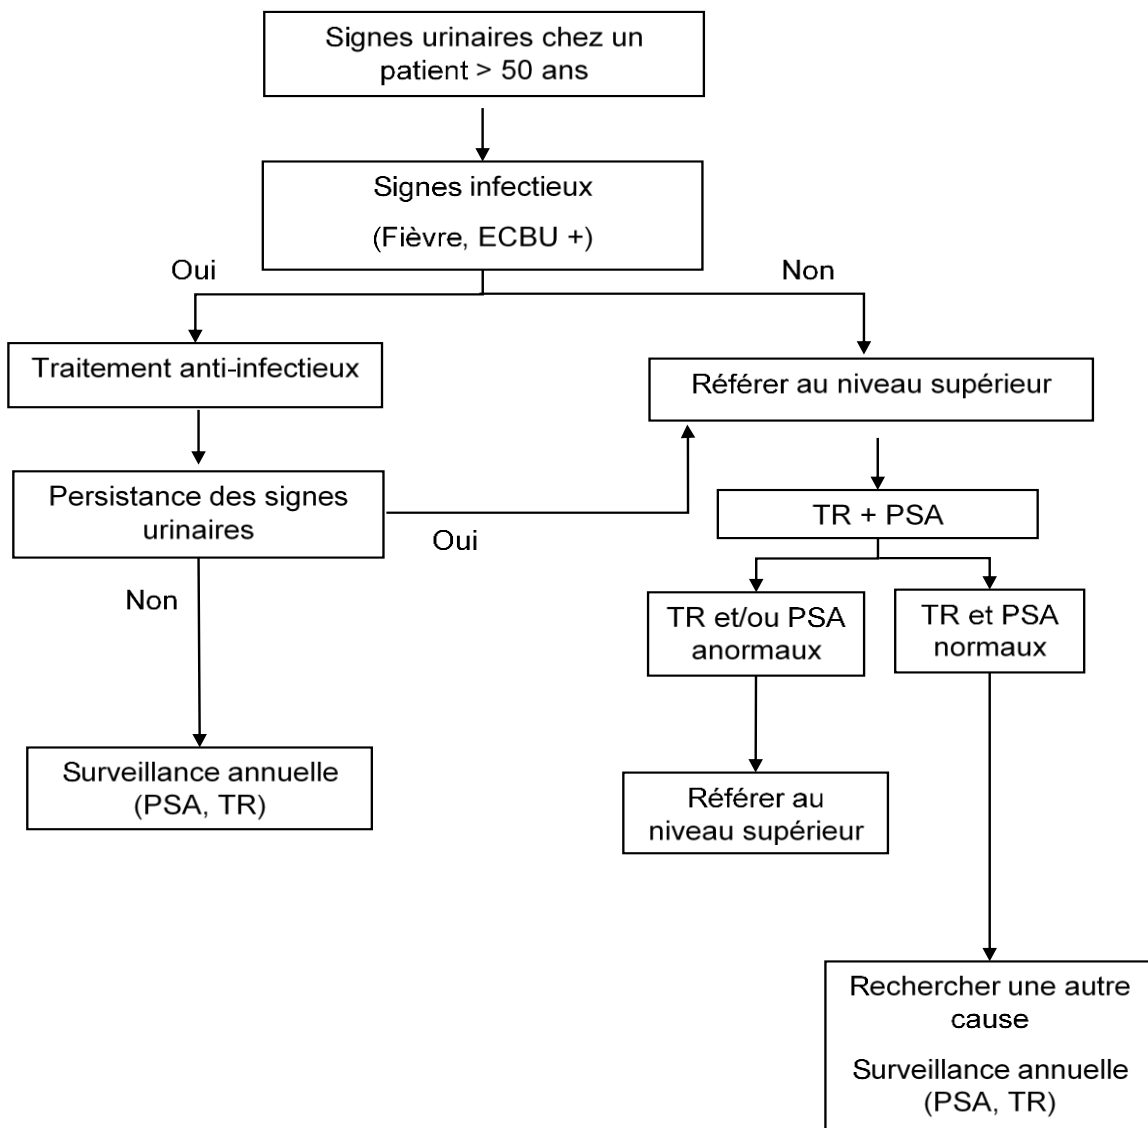 Signes urinaires chez un
patient > 50 ans
Signes infectieux
(Fièvre, ECBU +)
Oui
Non
Traitement anti-infectieux
Référer au niveau supérieur
Persistance des signes
urinaires
Oui
TR + PSA
Non
TR et/ou PSA
anormaux
TR et PSA
normaux
Surveillance annuelle
(PSA, TR)
Référer au
niveau supérieur
Rechercher une autre
cause
Surveillance annuelle
(PSA, TR)